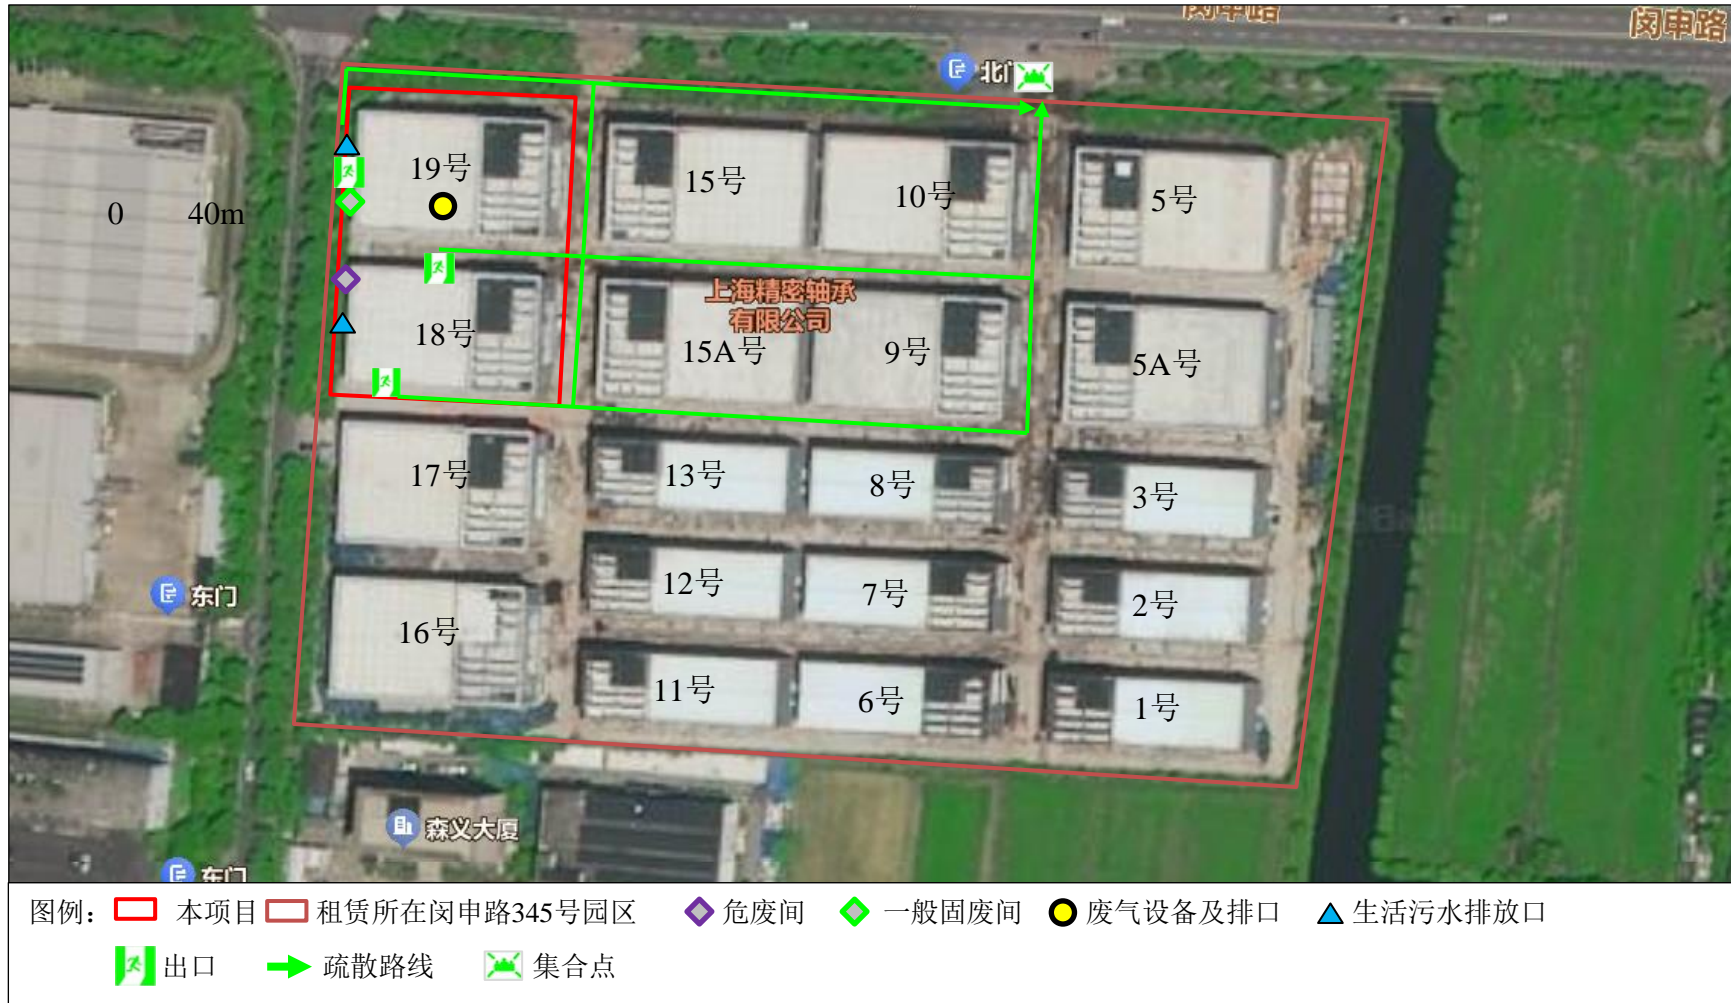 闵申路
闵申路
北门
19号
15号
10号
5号
0 40m
上海精密轴承
有限公司
18号
15A号
9号
5A号
17号
13号
8号
3号
12号
7号
2号
东门
16号
11号
6号
1号
森义大厦
东门
图例： 本项目 租赁所在闵申路345号园区 危废间 一般固废间 废气设备及排口 生活污水排放口
出口 疏散路线 集合点